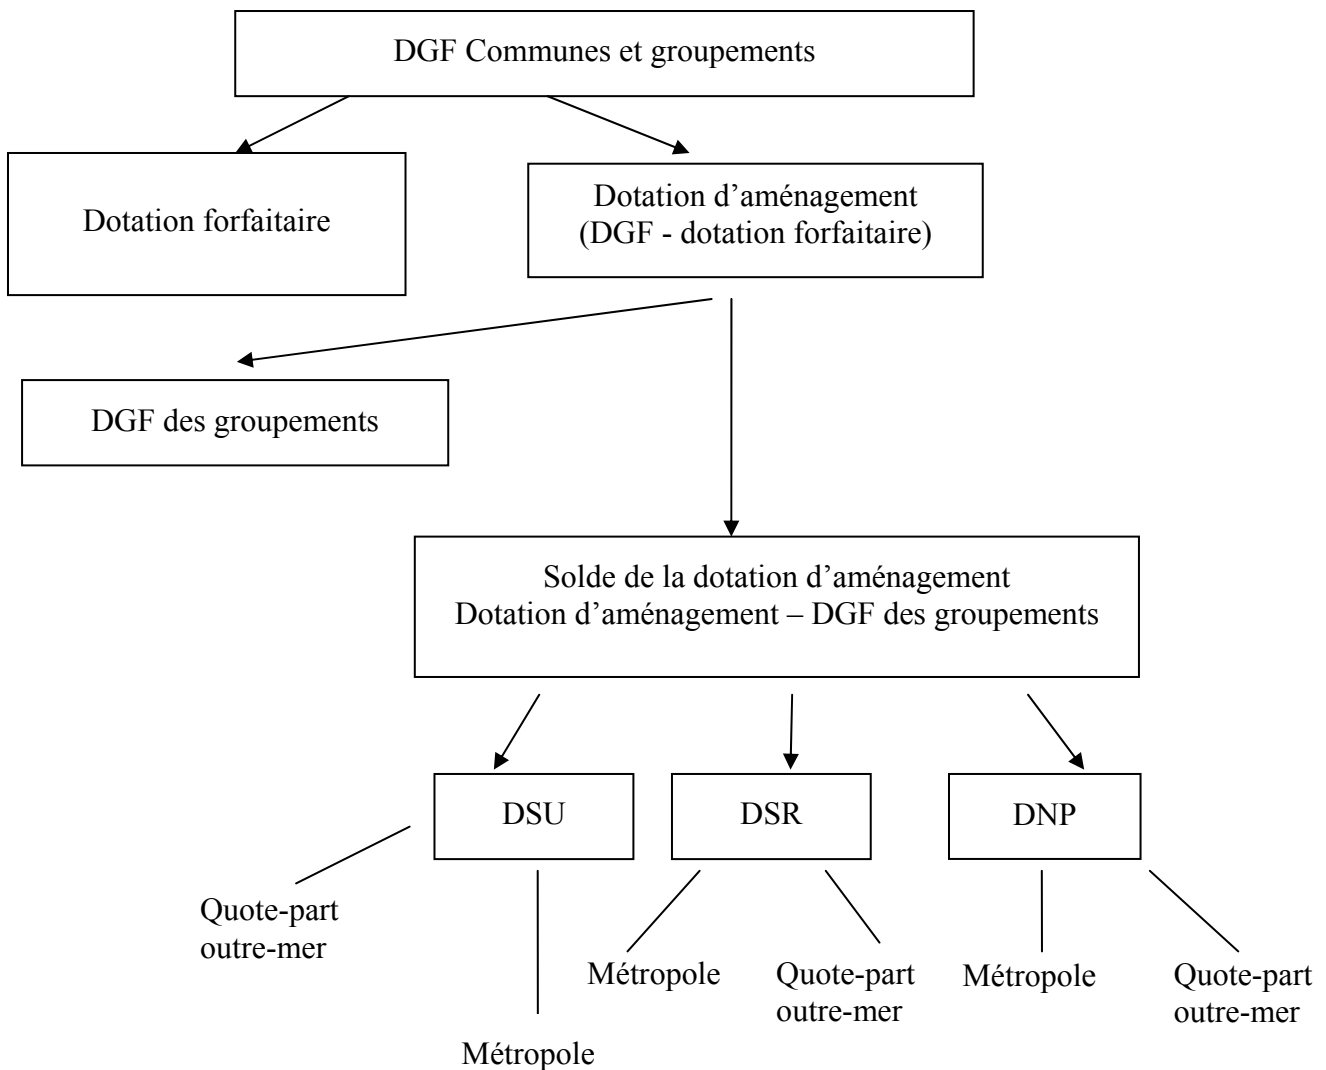 DGF Communes et groupements
Dotation forfaitaire
Dotation d’aménagement
(DGF - dotation forfaitaire)
DGF des groupements
Solde de la dotation d’aménagement
Dotation d’aménagement – DGF des groupements
DSU
DSR
DNP
Quote-part
outre-mer
Métropole
Métropole
Quote-part
outre-mer
Métropole
Quote-part
outre-mer